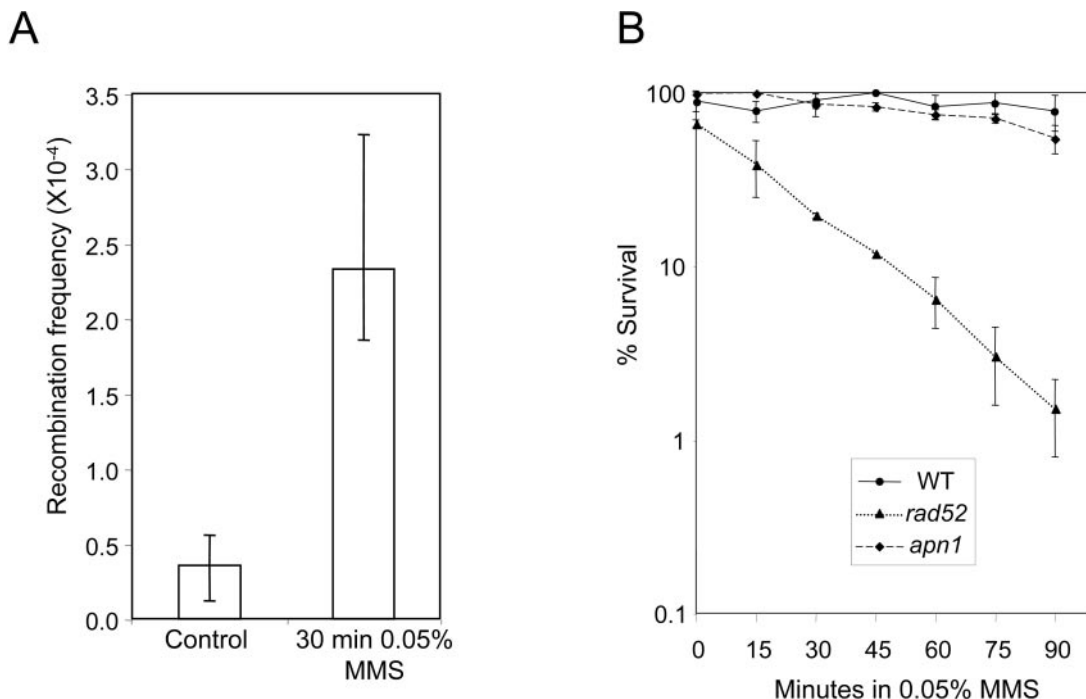 A
Recombination frequency (X10⁻⁴)
3.5
3.0
2.5
2.0
1.5
1.0
0.5
0.0
Control
30 min 0.05%
MMS
B
% Survival
100
10
1
0.1
WT
rad52
apn1
0 15 30 45 60 75 90
Minutes in 0.05% MMS